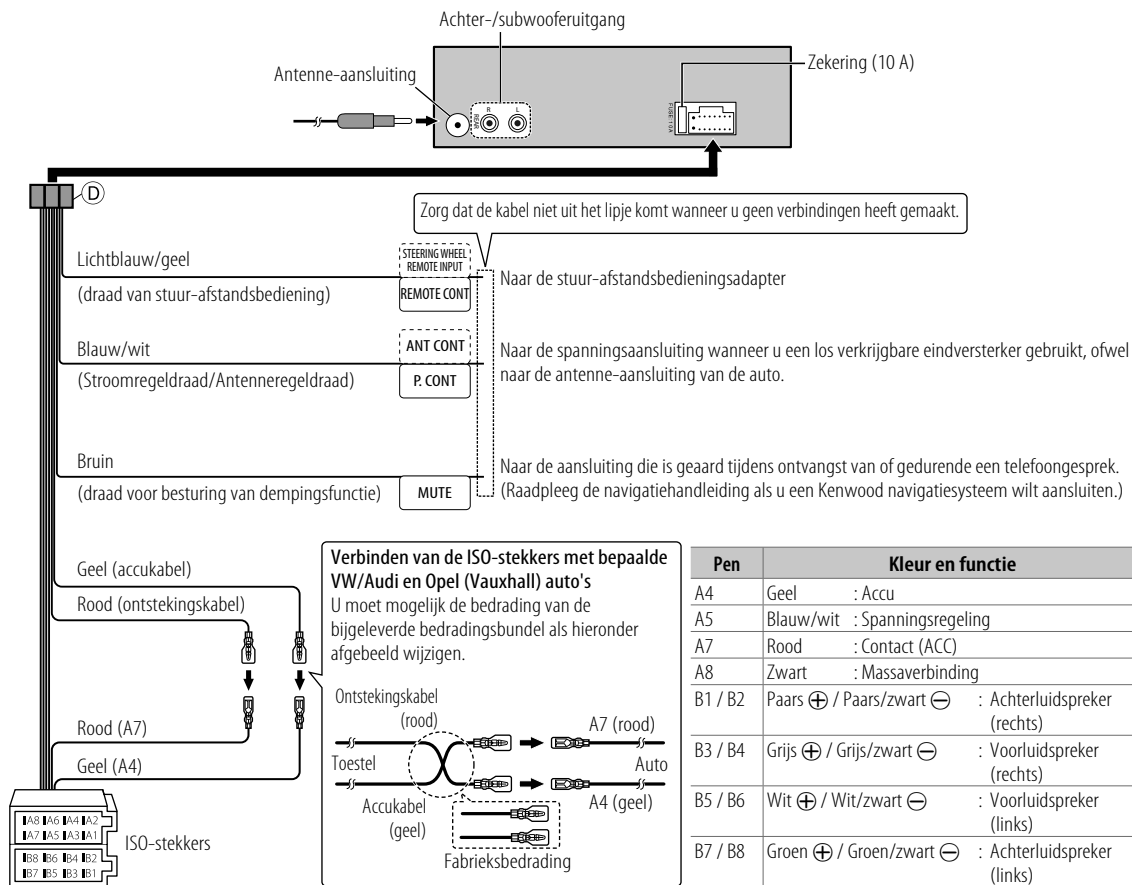 Achter-/subwooferuitgang
Zekering (10 A)
Antenne-aansluiting
REAR
R
L
FUSE 10A
D
Zorg dat de kabel niet uit het lipje komt wanneer u geen verbindingen heeft gemaakt.
Lichtblauw/geel
(draad van stuur-afstandsbediening)
STEERING WHEEL
REMOTE INPUT
REMOTE CONT
Naar de stuur-afstandsbedieningsadapter
Blauw/wit
(Stroomregeldraad/Antenneregeldraad)
ANT CONT
P. CONT
Naar de spanningsaansluiting wanneer u een los verkrijgbare eindversterker gebruikt, ofwel
naar de antenne-aansluiting van de auto.
Bruin
(draad voor besturing van dempingsfunctie)
MUTE
Naar de aansluiting die is geaard tijdens ontvangst van of gedurende een telefoongesprek.
(Raadpleeg de navigatiehandleiding als u een Kenwood navigatiesysteem wilt aansluiten.)
Geel (accukabel)
Rood (ontstekingskabel)
Rood (A7)
Geel (A4)
A8 A6 A4 A2
A7 A5 A3 A1
B8 B6 B4 B2
B7 B5 B3 B1
ISO-stekkers
Verbinden van de ISO-stekkers met bepaalde
VW/Audi en Opel (Vauxhall) auto's
U moet mogelijk de bedrading van de
bijgeleverde bedradingsbundel als hieronder
afgebeeld wijzigen.
Ontstekingskabel
(rood)
A7 (rood)
Toestel
Auto
Accukabel
(geel)
A4 (geel)
Fabrieksbedrading
Pen Kleur en functie
A4 Geel : Accu
A5 Blauw/wit : Spanningsregeling
A7 Rood : Contact (ACC)
A8 Zwart : Massaverbinding
B1 / B2 Paars ⊕ / Paars/zwart ⊖ : Achterluidspreker
(rechts)
B3 / B4 Grijs ⊕ / Grijs/zwart ⊖ : Voorluidspreker
(rechts)
B5 / B6 Wit ⊕ / Wit/zwart ⊖ : Voorluidspreker
(links)
B7 / B8 Groen ⊕ / Groen/zwart ⊖ : Achterluidspreker
(links)